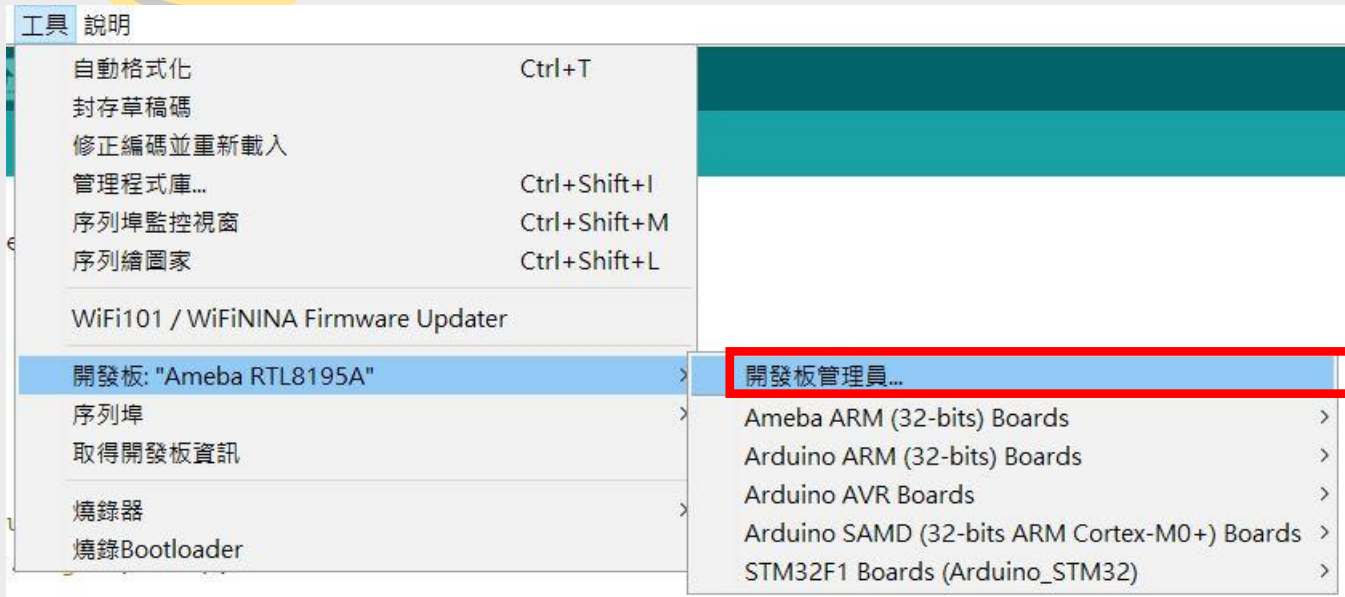 工具 說明
自動格式化 Ctrl+T
封存草稿碼
修正編碼並重新載入
管理程式庫... Ctrl+Shift+I
序列埠監控視窗 Ctrl+Shift+M
序列繪圖家 Ctrl+Shift+L
WiFi101 / WiFiNINA Firmware Updater
開發板: "Ameba RTL8195A"
序列埠
取得開發板資訊
燒錄器
燒錄Bootloader
開發板管理員...
Ameba ARM (32-bits) Boards
Arduino ARM (32-bits) Boards
Arduino AVR Boards
Arduino SAMD (32-bits ARM Cortex-M0+) Boards
STM32F1 Boards (Arduino_STM32)